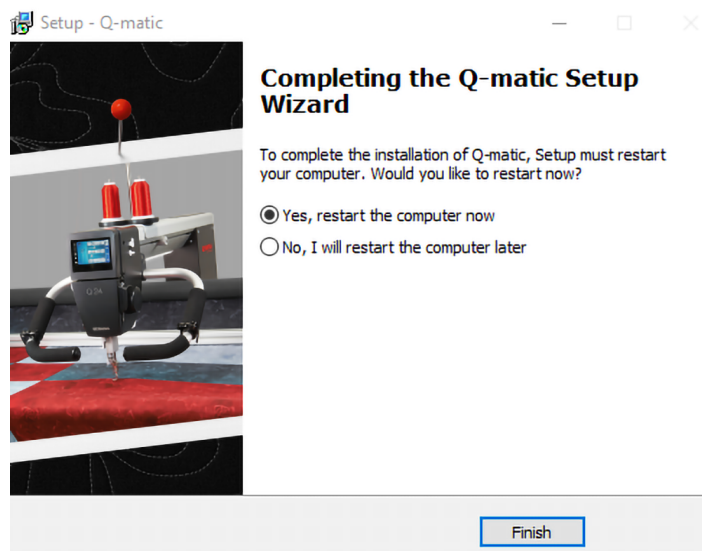 Setup - Q-matic
Completing the Q-matic Setup
Wizard
To complete the installation of Q-matic, Setup must restart
your computer. Would you like to restart now?
Yes, restart the computer now
No, I will restart the computer later
Q 24
Finish